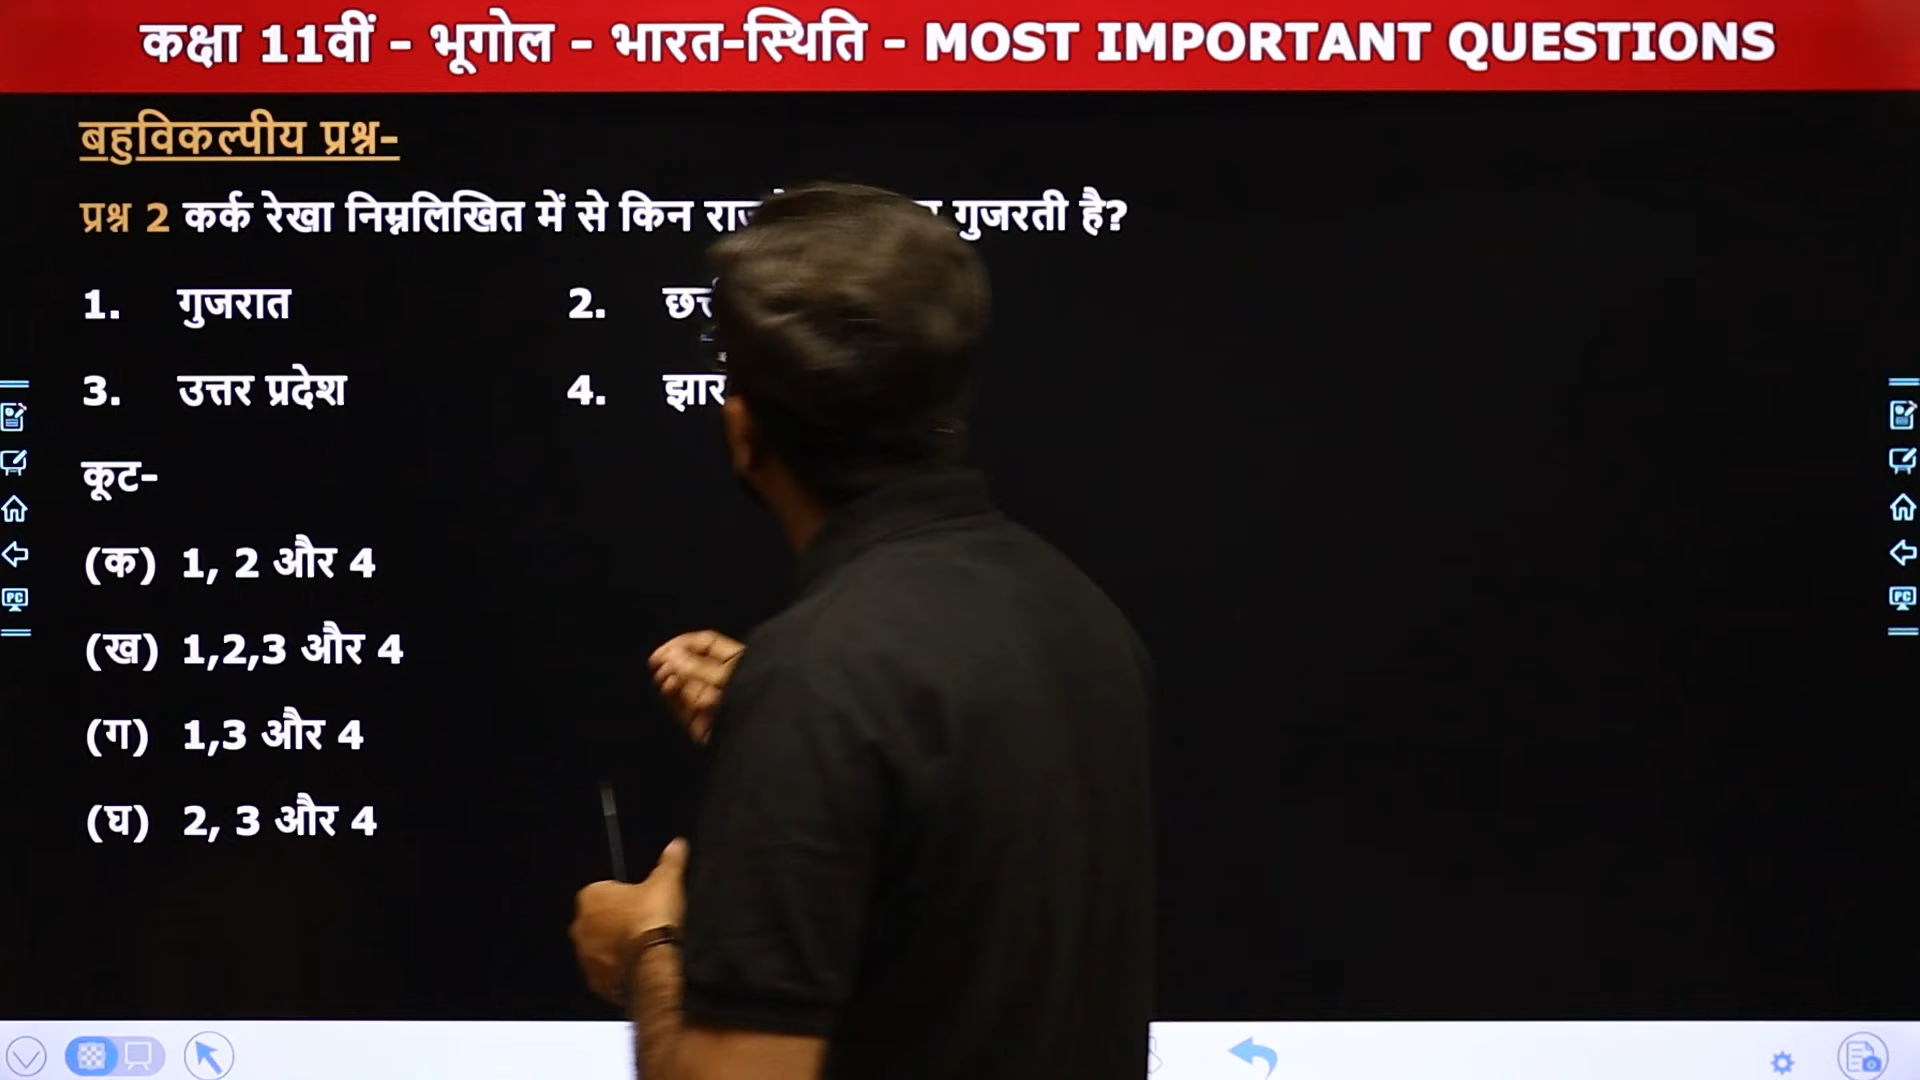 कक्षा 11वीं - भूगोल - भारत-स्थिति - MOST IMPORTANT QUESTIONS
बहुविकल्पीय प्रश्न-
प्रश्न 2 कर्क रेखा निम्नलिखित में से किन गुजरती है?
1. गुजरात 2.
3. उत्तर प्रदेश 4.
कूट-
(क) 1, 2 और 4
(ख) 1,2,3 और 4
(ग) 1,3 और 4
(घ) 2, 3 और 4
PC
PC